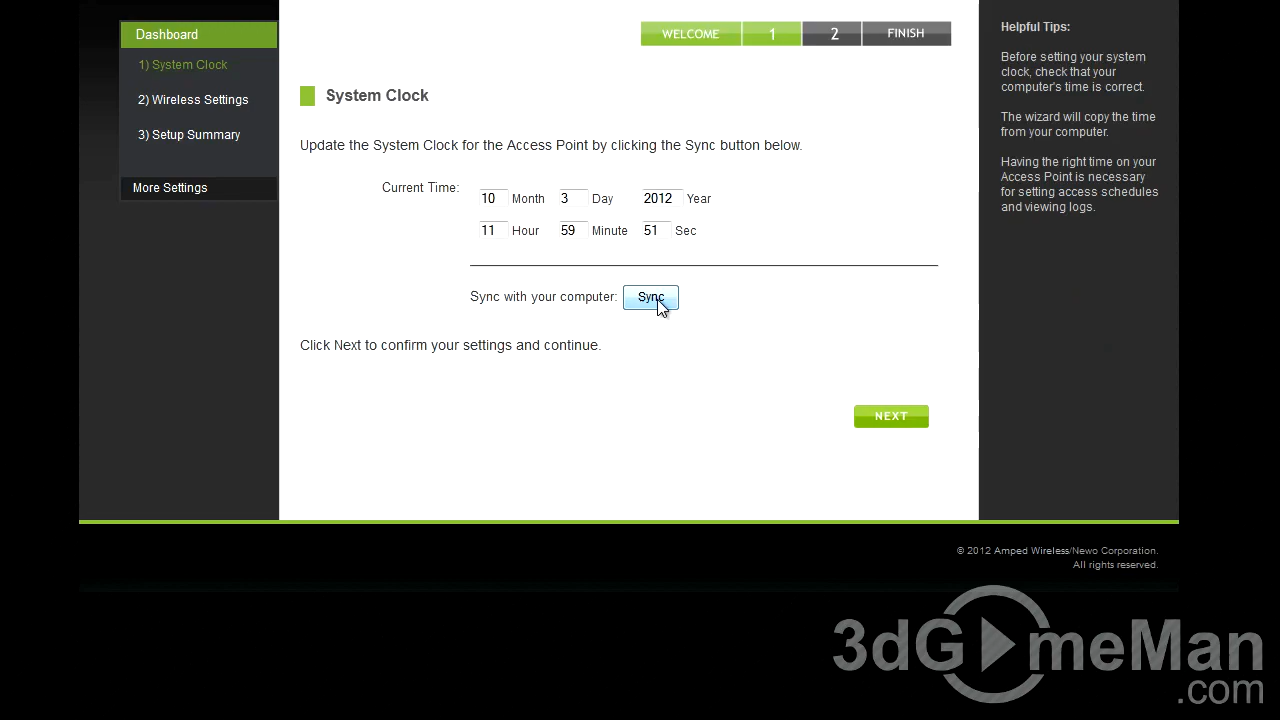 Dashboard
1) System Clock
2) Wireless Settings
3) Setup Summary
More Settings
WELCOME 1 2 FINISH
System Clock
Update the System Clock for the Access Point by clicking the Sync button below.
Current Time:
10 Month 3 Day 2012 Year
11 Hour 59 Minute 51 Sec
Sync with your computer: Sync
Click Next to confirm your settings and continue.
NEXT
Helpful Tips:
Before setting your system
clock, check that your
computer's time is correct.
The wizard will copy the time
from your computer.
Having the right time on your
Access Point is necessary
for setting access schedules
and viewing logs.
© 2012 Amped Wireless/Newo Corporation.
All rights reserved.
3dGameMan
.com